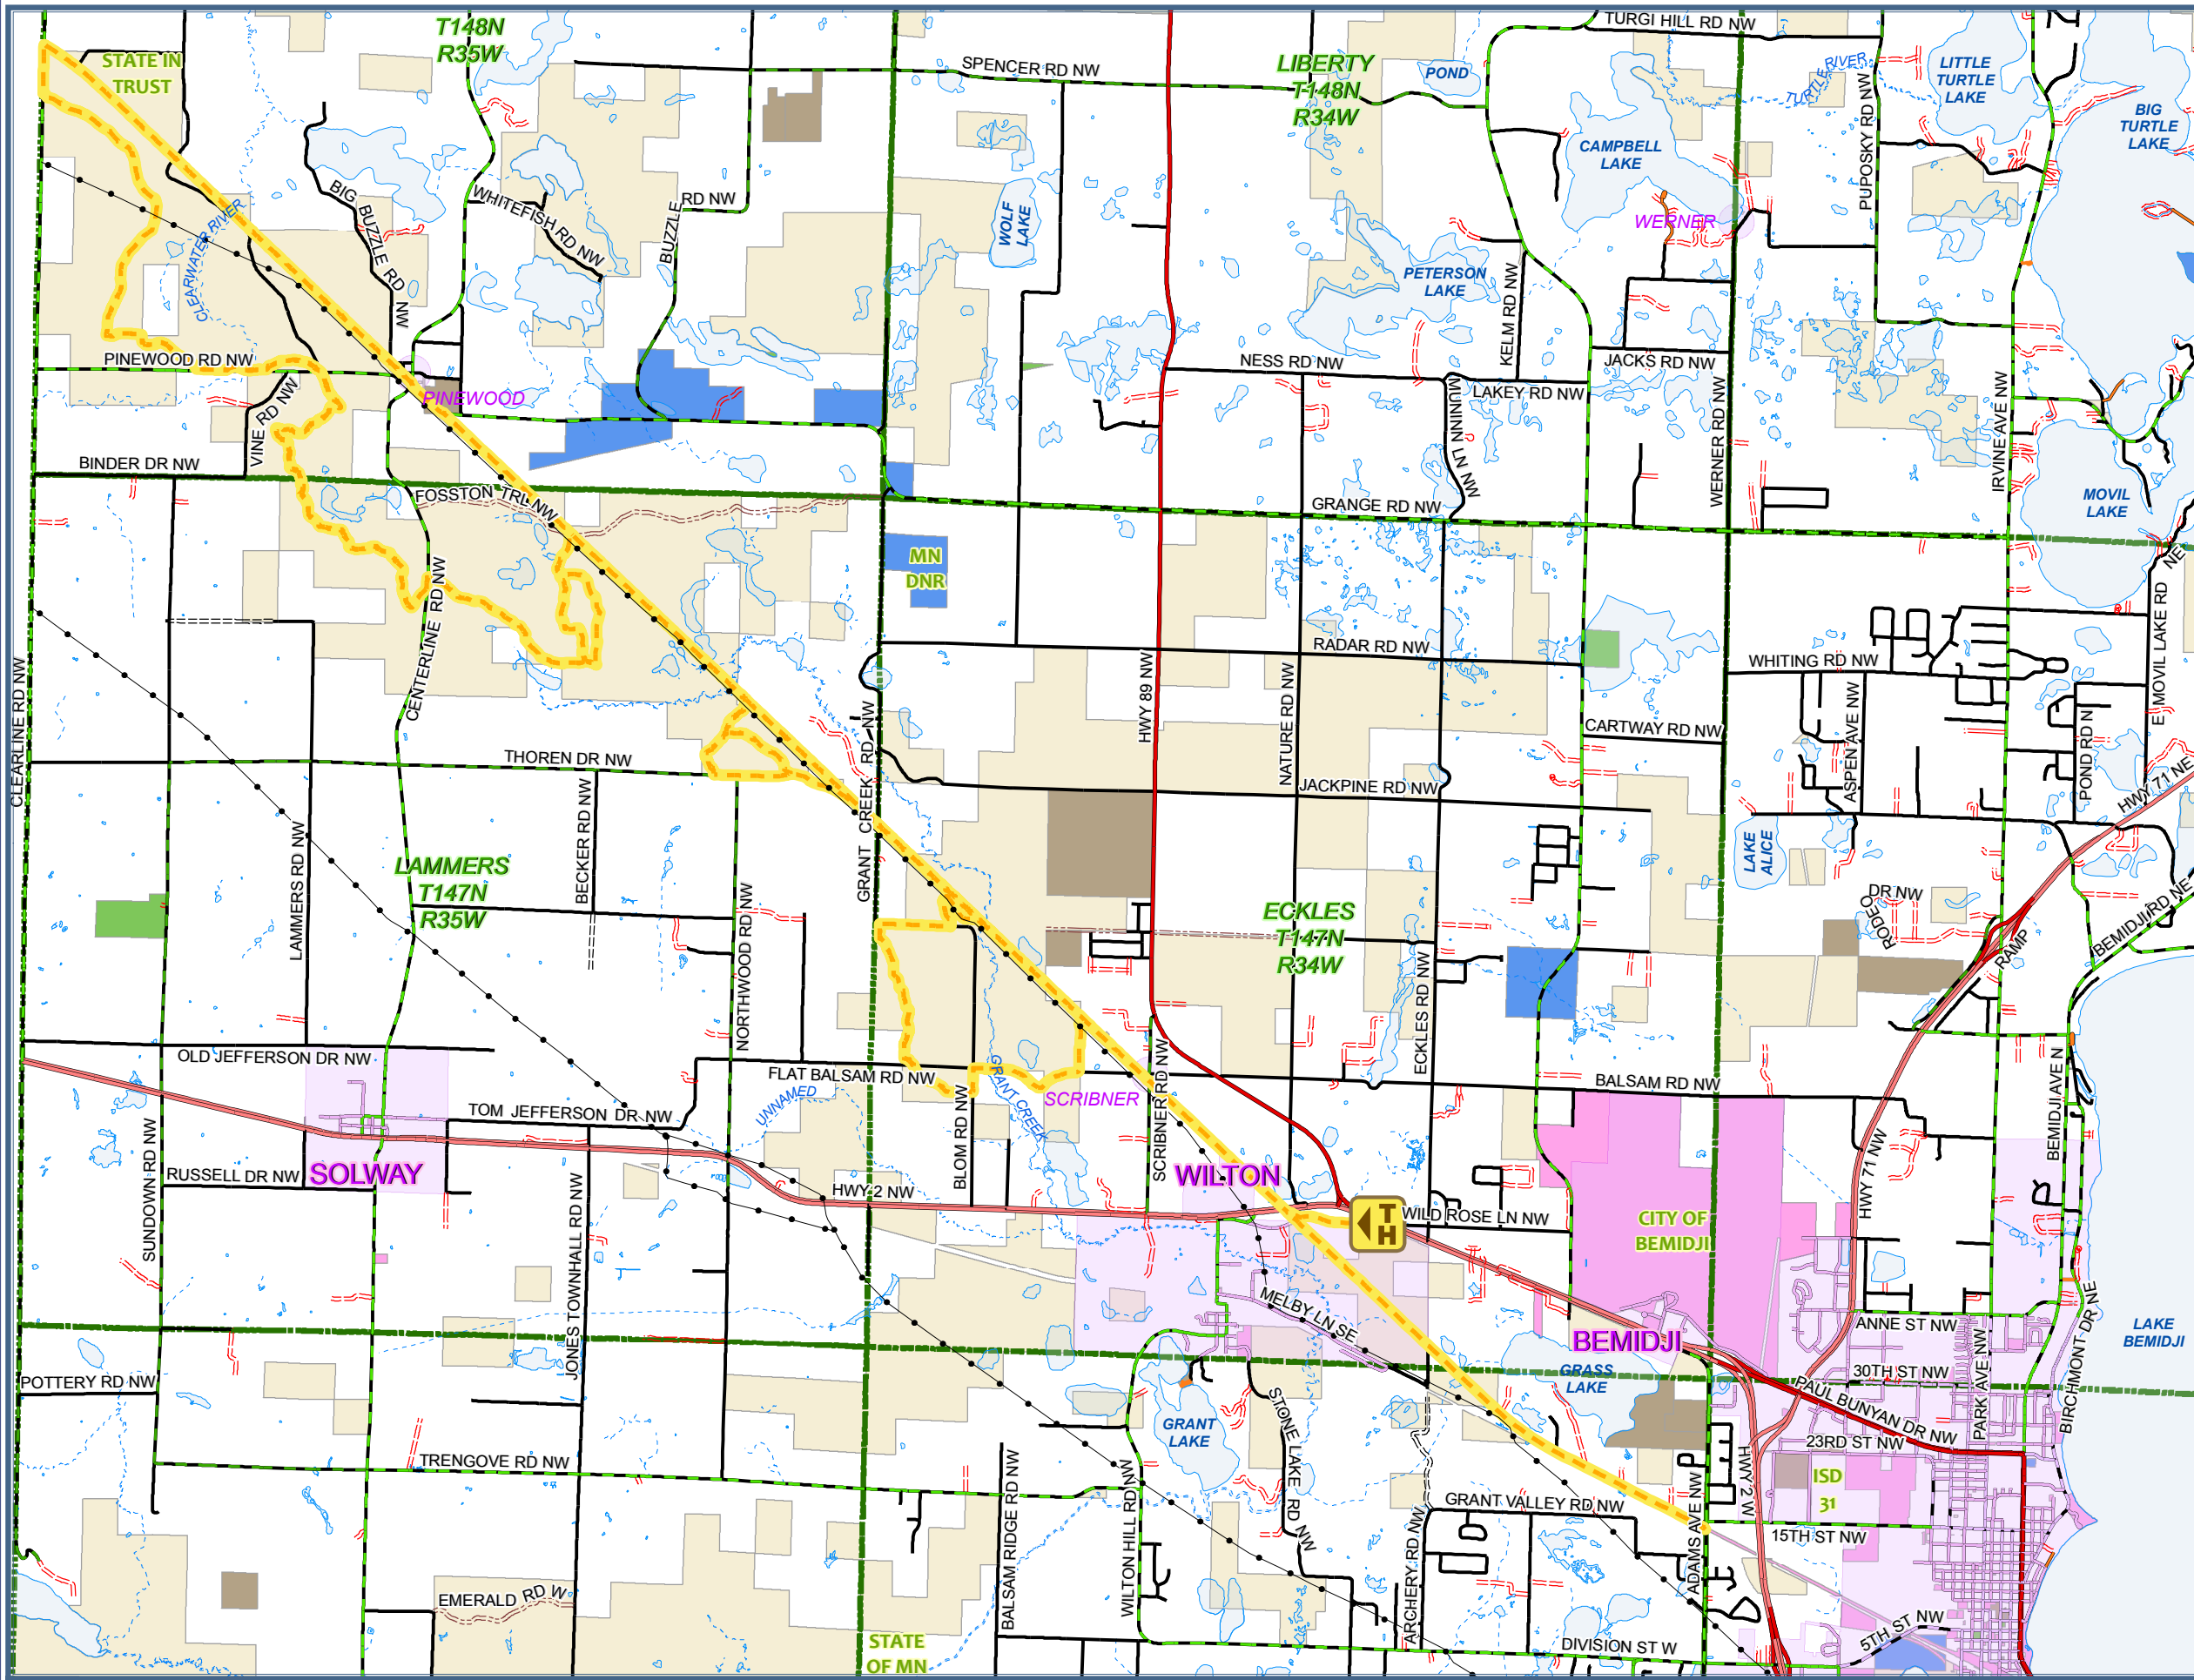 TURGI HILL RD NW
T148N
R35W
STATE IN
TRUST
SPENCER RD NW
LIBERTY
T148N
R34W
POND
TURTLE RIVER
LITTLE
TURTLE
LAKE
BIG
TURTLE
LAKE
PUPOSKY RD NW
CAMPBELL
LAKE
WERNER
BIG BUZZLE RD NW
WHITEFISH RD NW
BUZZLE RD NW
WOLF
LAKE
CLEARWATER RIVER
PETERSON
LAKE
KELM RD NW
PINEWOOD RD NW
PINEWOOD
NESS RD NW
JACKS RD NW
LAKEY RD NW
MUNINN LN NW
WERNER RD NW
IRVINE AVE NW
VINE RD NW
BINDER DR NW
FOSSTON TRL NW
GRANGE RD NW
MOVIL
LAKE
NE
MN
DNR
CENTERLINE RD NW
CLEARLINE RD NW
RADAR RD NW
WHITING RD NW
E MOVIL LAKE RD
HWY 89 NW
NATURE RD NW
CARTWAY RD NW
ASPEN AVE NW
POND RD N
THOREN DR NW
GRANT CREEK RD NW
JACKPINE RD NW
HWY 71 NE
BECKER RD NW
LAMMERS RD NW
LAMMERS
T147N
R35W
LAKE
ALICE
RODEO DR NW
RAMP
BEMIDJI RD NE
ECKLES
T147N
R34W
NORTHWOOD RD NW
ECKLES RD NW
OLD JEFFERSON DR NW
FLAT BALSAM RD NW
UNNAMED
GRANT CREEK
SCRIBNER
SCRIBNER RD NW
BALSAM RD NW
BEMIDJI AVE N
TOM JEFFERSON DR NW
BLOM RD NW
SUNDOWN RD NW
RUSSELL DR NW
SOLWAY
WILTON
HWY 2 NW
T
H
WILD ROSE LN NW
CITY OF
BEMIDJI
HWY 71 NW
JONES TOWNHALL RD NW
MELBY LN SE
BEMIDJI
ANNE ST NW
BIRCHMONT DR NE
LAKE
BEMIDJI
GRASS
LAKE
30TH ST NW
PARK AVE NW
POTTERY RD NW
PAUL BUNYAN DR NW
GRANT
LAKE
STONE LAKE RD NW
23RD ST NW
TRENGOVE RD NW
HWY 2 W
ISD
31
BALSAM RIDGE RD NW
WILTON HILL RD NW
GRANT VALLEY RD NW
ADAMS AVE NW
15TH ST NW
ARCHERY RD NW
EMERALD RD W
STATE
OF MN
DIVISION ST W
5TH ST NW